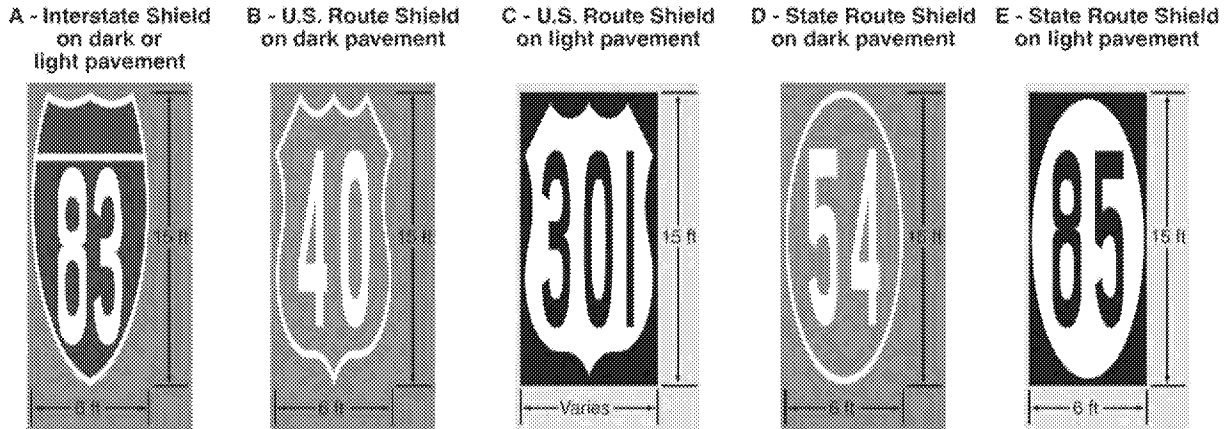 A - Interstate Shield
on dark or
light pavement
B - U.S. Route Shield
on dark pavement
C - U.S. Route Shield
on light pavement
D - State Route Shield
on dark pavement
E - State Route Shield
on light pavement
83
15 ft
6 ft
40
15 ft
6 ft
301
15 ft
Varies
54
15 ft
6 ft
85
15 ft
6 ft